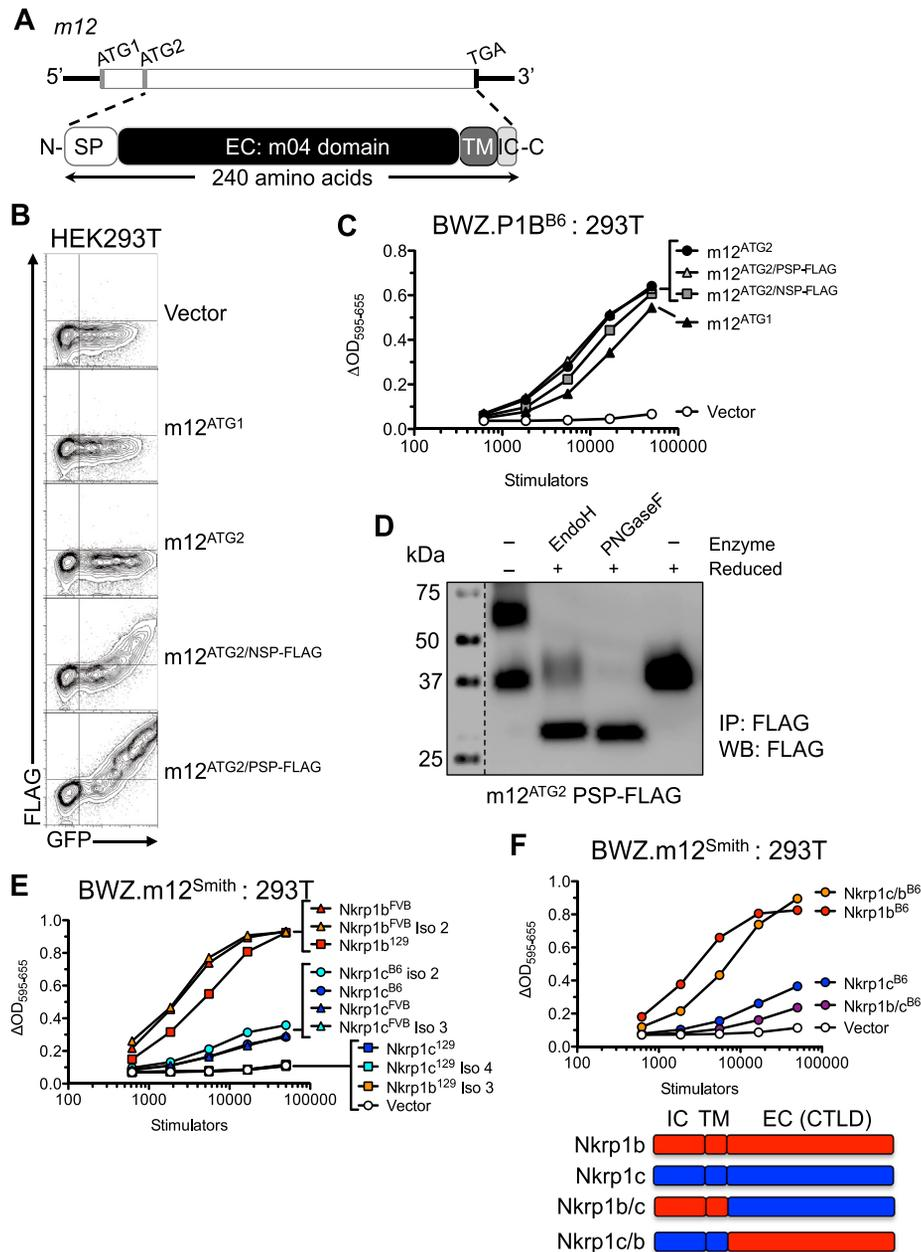 A
m12
ATG1 ATG2 TGA
5’ 3’
N- SP EC: m04 domain TM IC -C
240 amino acids
B
HEK293T
Vector
m12ATG1
m12ATG2
m12ATG2/NSP-FLAG
m12ATG2/PSP-FLAG
FLAG
GFP
C
BWZ.P1BB6 : 293T
ΔOD595-655
0.8
0.6
0.4
0.2
0.0
100 1000 10000 100000
Stimulators
m12ATG2
m12ATG2/PSP-FLAG
m12ATG2/NSP-FLAG
m12ATG1
Vector
D
kDa
– EndoH PNGaseF – Enzyme
– + + + Reduced
75
50
37
25
IP: FLAG
WB: FLAG
m12ATG2 PSP-FLAG
E
BWZ.m12Smith : 293T
ΔOD595-655
1.0
0.8
0.6
0.4
0.2
0.0
100 1000 10000 100000
Stimulators
Nkrp1bFVB
Nkrp1bFVB Iso 2
Nkrp1b129
Nkrp1cB6 iso 2
Nkrp1cB6
Nkrp1cFVB
Nkrp1cFVB Iso 3
Nkrp1c129
Nkrp1c129 Iso 4
Nkrp1b129 Iso 3
Vector
F
BWZ.m12Smith : 293T
ΔOD595-655
1.0
0.8
0.6
0.4
0.2
0.0
100 1000 10000 100000
Stimulators
Nkrp1c/bB6
Nkrp1bB6
Nkrp1cB6
Nkrp1b/cB6
Vector
IC TM EC (CTLD)
Nkrp1b
Nkrp1c
Nkrp1b/c
Nkrp1c/b